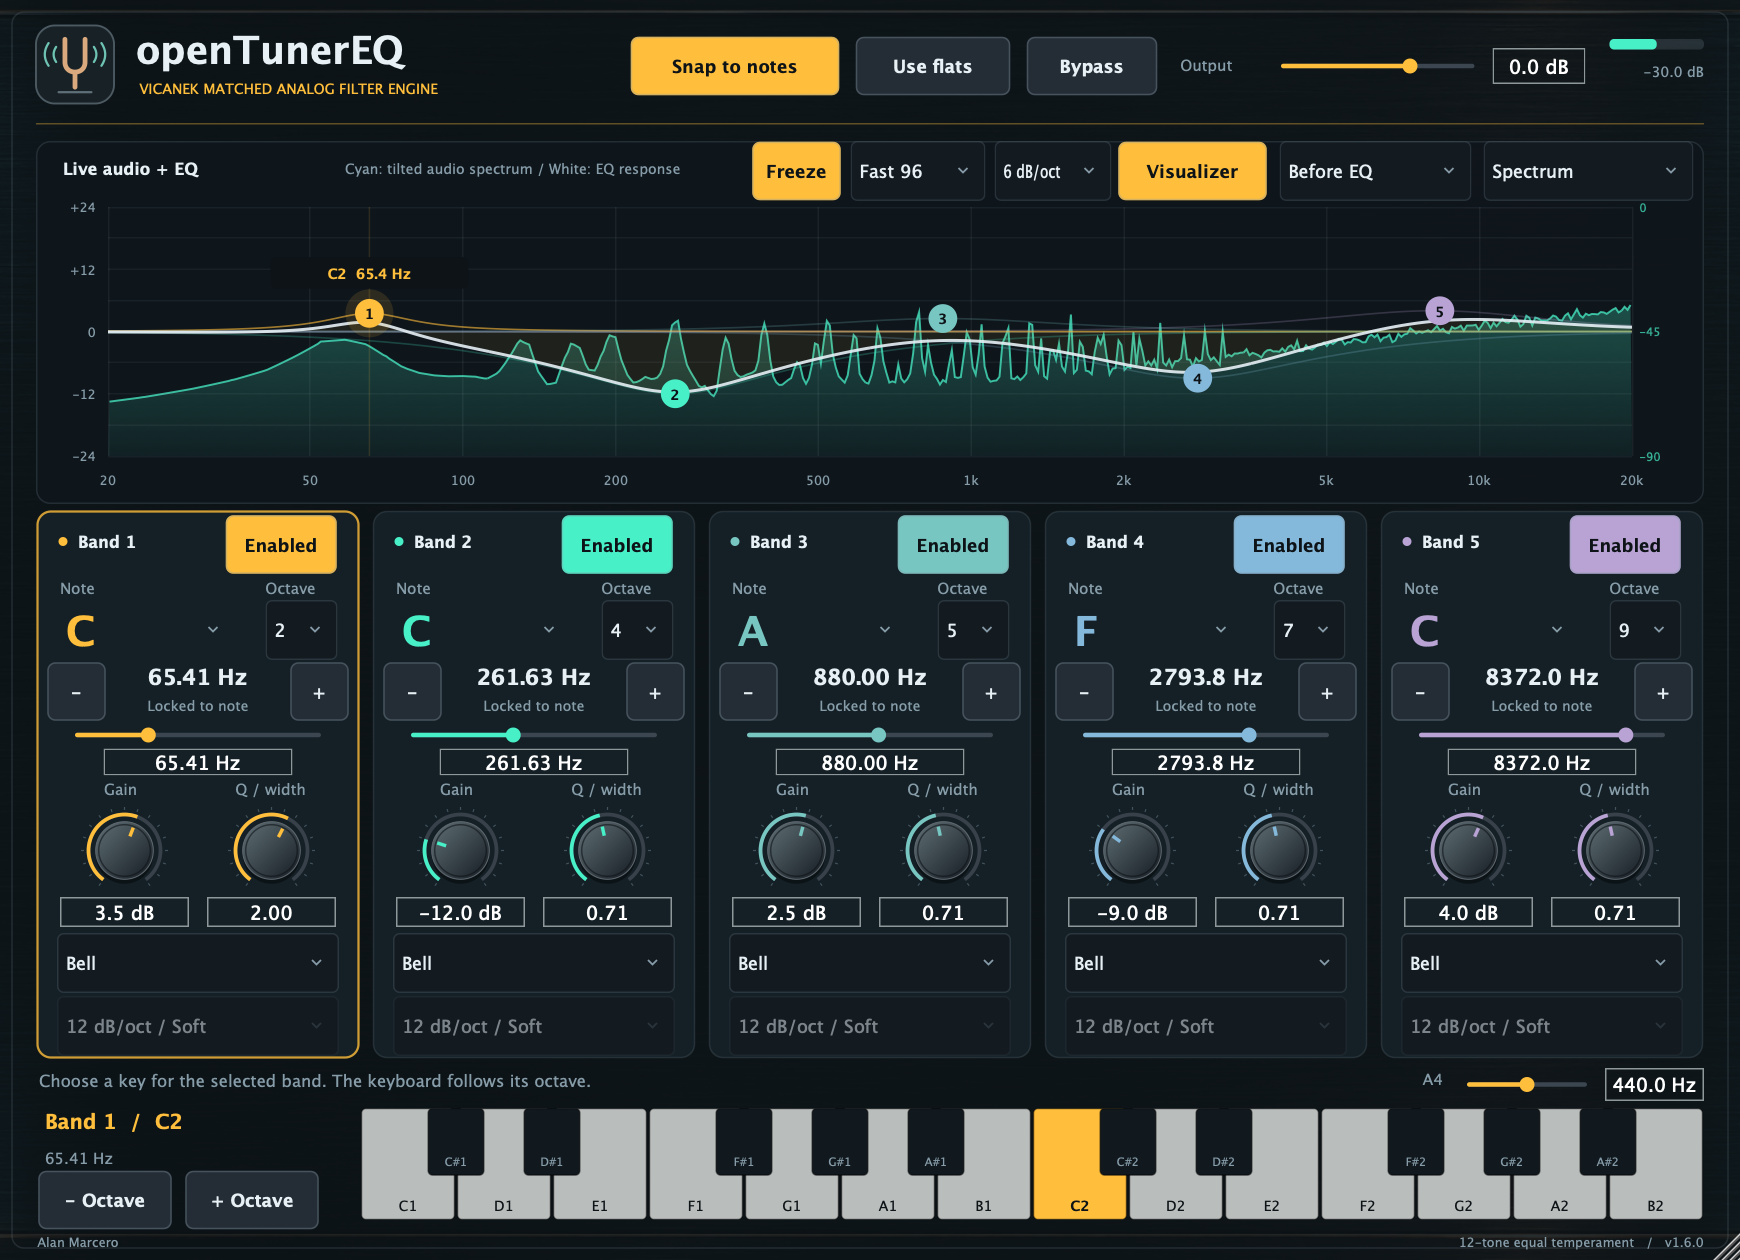 openTunerEQ
VICANEK MATCHED ANALOG FILTER ENGINE
Snap to notes
Use flats
Bypass
Output
0.0 dB
-30.0 dB
Live audio + EQ
Cyan: tilted audio spectrum / White: EQ response
Freeze
Fast 96
6 dB/oct
Visualizer
Before EQ
Spectrum
+24
+12
0
-12
-24
0
-45
-90
C2 65.4 Hz
1
2
3
4
5
20
50
100
200
500
1k
2k
5k
10k
20k
Band 1
Enabled
Note
Octave
C
2
-
65.41 Hz
Locked to note
+
65.41 Hz
Gain
Q / width
3.5 dB
2.00
Bell
12 dB/oct / Soft
Band 2
Enabled
Note
Octave
C
4
-
261.63 Hz
Locked to note
+
261.63 Hz
Gain
Q / width
-12.0 dB
0.71
Bell
12 dB/oct / Soft
Band 3
Enabled
Note
Octave
A
5
-
880.00 Hz
Locked to note
+
880.00 Hz
Gain
Q / width
2.5 dB
0.71
Bell
12 dB/oct / Soft
Band 4
Enabled
Note
Octave
F
7
-
2793.8 Hz
Locked to note
+
2793.8 Hz
Gain
Q / width
-9.0 dB
0.71
Bell
12 dB/oct / Soft
Band 5
Enabled
Note
Octave
C
9
-
8372.0 Hz
Locked to note
+
8372.0 Hz
Gain
Q / width
4.0 dB
0.71
Bell
12 dB/oct / Soft
Choose a key for the selected band. The keyboard follows its octave.
A4
440.0 Hz
Band 1 / C2
65.41 Hz
- Octave
+ Octave
C#1
D#1
F#1
G#1
A#1
C#2
D#2
F#2
G#2
A#2
C1
D1
E1
F1
G1
A1
B1
C2
D2
E2
F2
G2
A2
B2
Alan Marcero
12-tone equal temperament / v1.6.0